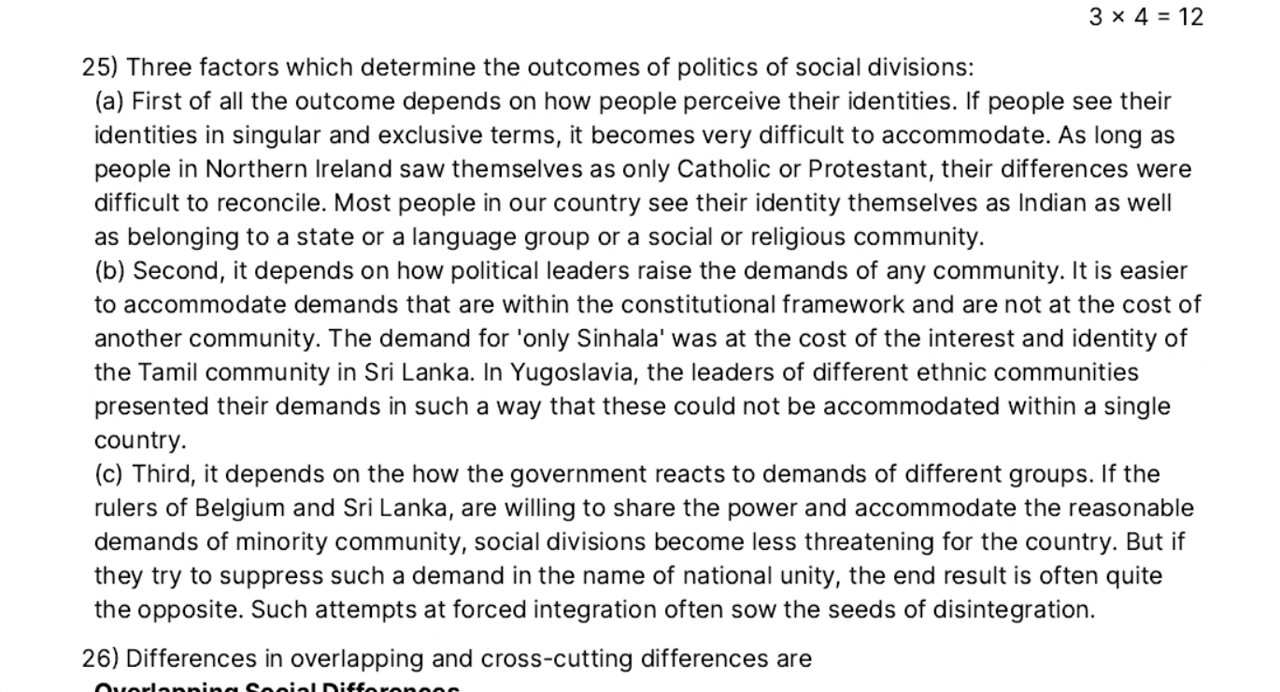 3 × 4 = 12
25) Three factors which determine the outcomes of politics of social divisions:
(a) First of all the outcome depends on how people perceive their identities. If people see their
identities in singular and exclusive terms, it becomes very difficult to accommodate. As long as
people in Northern Ireland saw themselves as only Catholic or Protestant, their differences were
difficult to reconcile. Most people in our country see their identity themselves as Indian as well
as belonging to a state or a language group or a social or religious community.
(b) Second, it depends on how political leaders raise the demands of any community. It is easier
to accommodate demands that are within the constitutional framework and are not at the cost of
another community. The demand for 'only Sinhala' was at the cost of the interest and identity of
the Tamil community in Sri Lanka. In Yugoslavia, the leaders of different ethnic communities
presented their demands in such a way that these could not be accommodated within a single
country.
(c) Third, it depends on the how the government reacts to demands of different groups. If the
rulers of Belgium and Sri Lanka, are willing to share the power and accommodate the reasonable
demands of minority community, social divisions become less threatening for the country. But if
they try to suppress such a demand in the name of national unity, the end result is often quite
the opposite. Such attempts at forced integration often sow the seeds of disintegration.
26) Differences in overlapping and cross-cutting differences are
Overlapping Social Differences